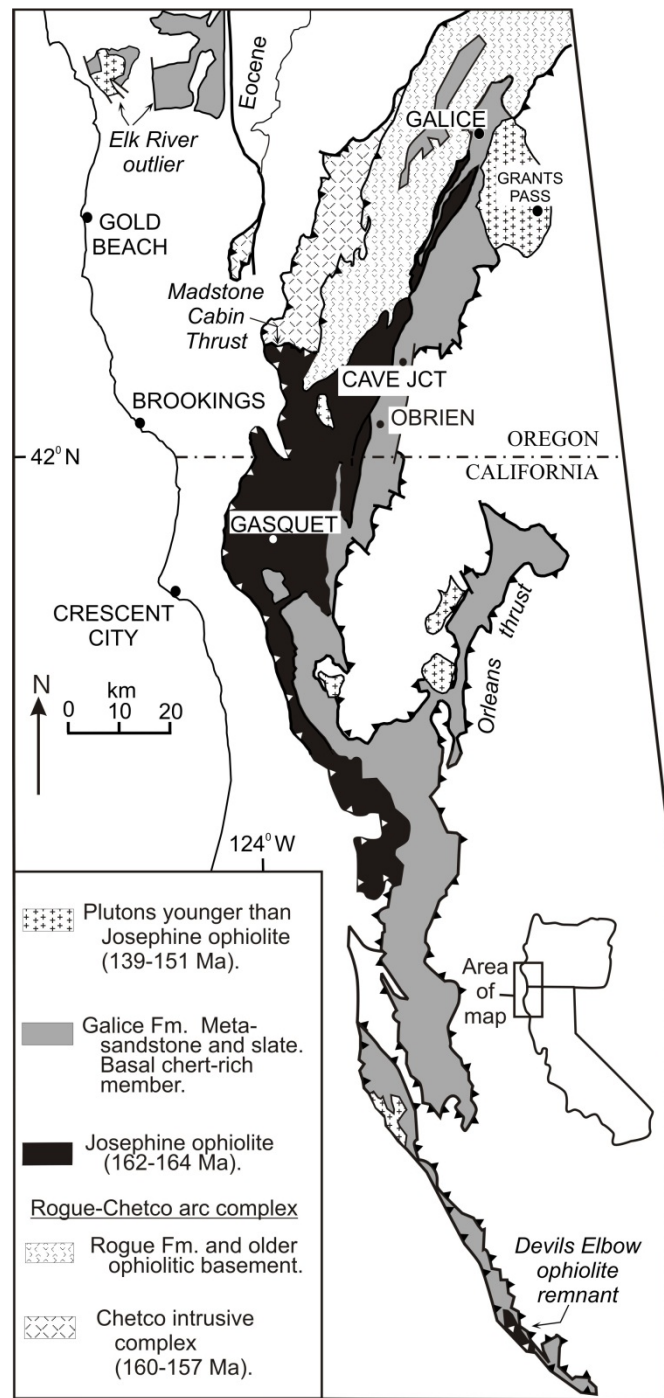 Eocene
Elk River
outlier
GALICE
GRANTS
PASS
GOLD
BEACH
Madstone
Cabin
Thrust
CAVE JCT
BROOKINGS
OBRIEN
OREGON
42⁰ N
CALIFORNIA
GASQUET
CRESCENT
CITY
Orleans thrust
N
km
0 10 20
124⁰ W
Plutons younger than
Josephine ophiolite
(139-151 Ma).
Galice Fm. Meta-
sandstone and slate.
Basal chert-rich
member.
Josephine ophiolite
(162-164 Ma).
Rogue-Chetco arc complex
Rogue Fm. and older
ophiolitic basement.
Chetco intrusive
complex
(160-157 Ma).
Area
of
map
Devils Elbow
ophiolite
remnant